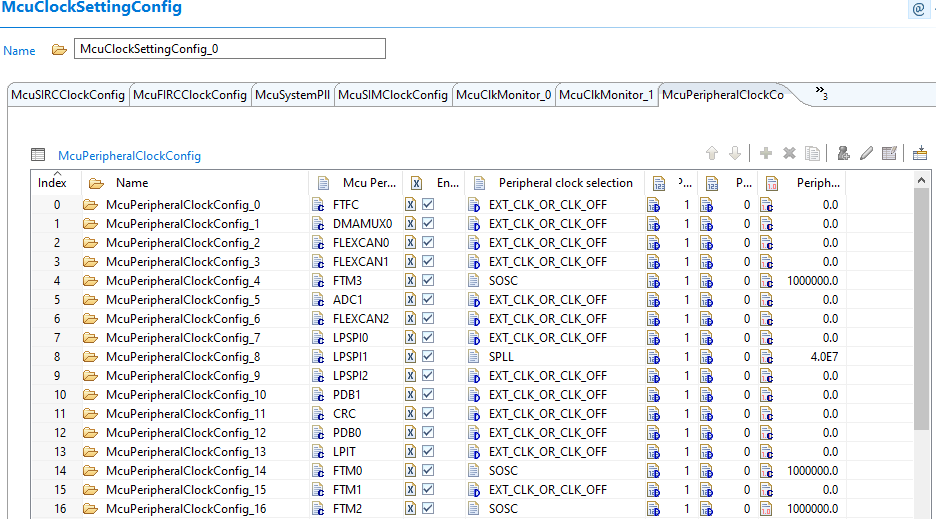 McuClockSettingConfig
@
Name McuClockSettingConfig_0
McuSIRCClockConfig McuFIRCClockConfig McuSystemPll McuSIMClockConfig McuClkMonitor_0 McuClkMonitor_1 McuPeripheralClockCo »3
McuPeripheralClockConfig
Index Name Mcu Per... En... Peripheral clock selection P... P... Periph...
0 McuPeripheralClockConfig_0 FTFC EXT_CLK_OR_CLK_OFF 1 0 0.0
1 McuPeripheralClockConfig_1 DMAMUX0 EXT_CLK_OR_CLK_OFF 1 0 0.0
2 McuPeripheralClockConfig_2 FLEXCAN0 EXT_CLK_OR_CLK_OFF 1 0 0.0
3 McuPeripheralClockConfig_3 FLEXCAN1 EXT_CLK_OR_CLK_OFF 1 0 0.0
4 McuPeripheralClockConfig_4 FTM3 SOSC 1 0 1000000.0
5 McuPeripheralClockConfig_5 ADC1 EXT_CLK_OR_CLK_OFF 1 0 0.0
6 McuPeripheralClockConfig_6 FLEXCAN2 EXT_CLK_OR_CLK_OFF 1 0 0.0
7 McuPeripheralClockConfig_7 LPSPI0 EXT_CLK_OR_CLK_OFF 1 0 0.0
8 McuPeripheralClockConfig_8 LPSPI1 SPLL 1 0 4.0E7
9 McuPeripheralClockConfig_9 LPSPI2 EXT_CLK_OR_CLK_OFF 1 0 0.0
10 McuPeripheralClockConfig_10 PDB1 EXT_CLK_OR_CLK_OFF 1 0 0.0
11 McuPeripheralClockConfig_11 CRC EXT_CLK_OR_CLK_OFF 1 0 0.0
12 McuPeripheralClockConfig_12 PDB0 EXT_CLK_OR_CLK_OFF 1 0 0.0
13 McuPeripheralClockConfig_13 LPIT EXT_CLK_OR_CLK_OFF 1 0 0.0
14 McuPeripheralClockConfig_14 FTM0 SOSC 1 0 1000000.0
15 McuPeripheralClockConfig_15 FTM1 EXT_CLK_OR_CLK_OFF 1 0 0.0
16 McuPeripheralClockConfig_16 FTM2 SOSC 1 0 1000000.0